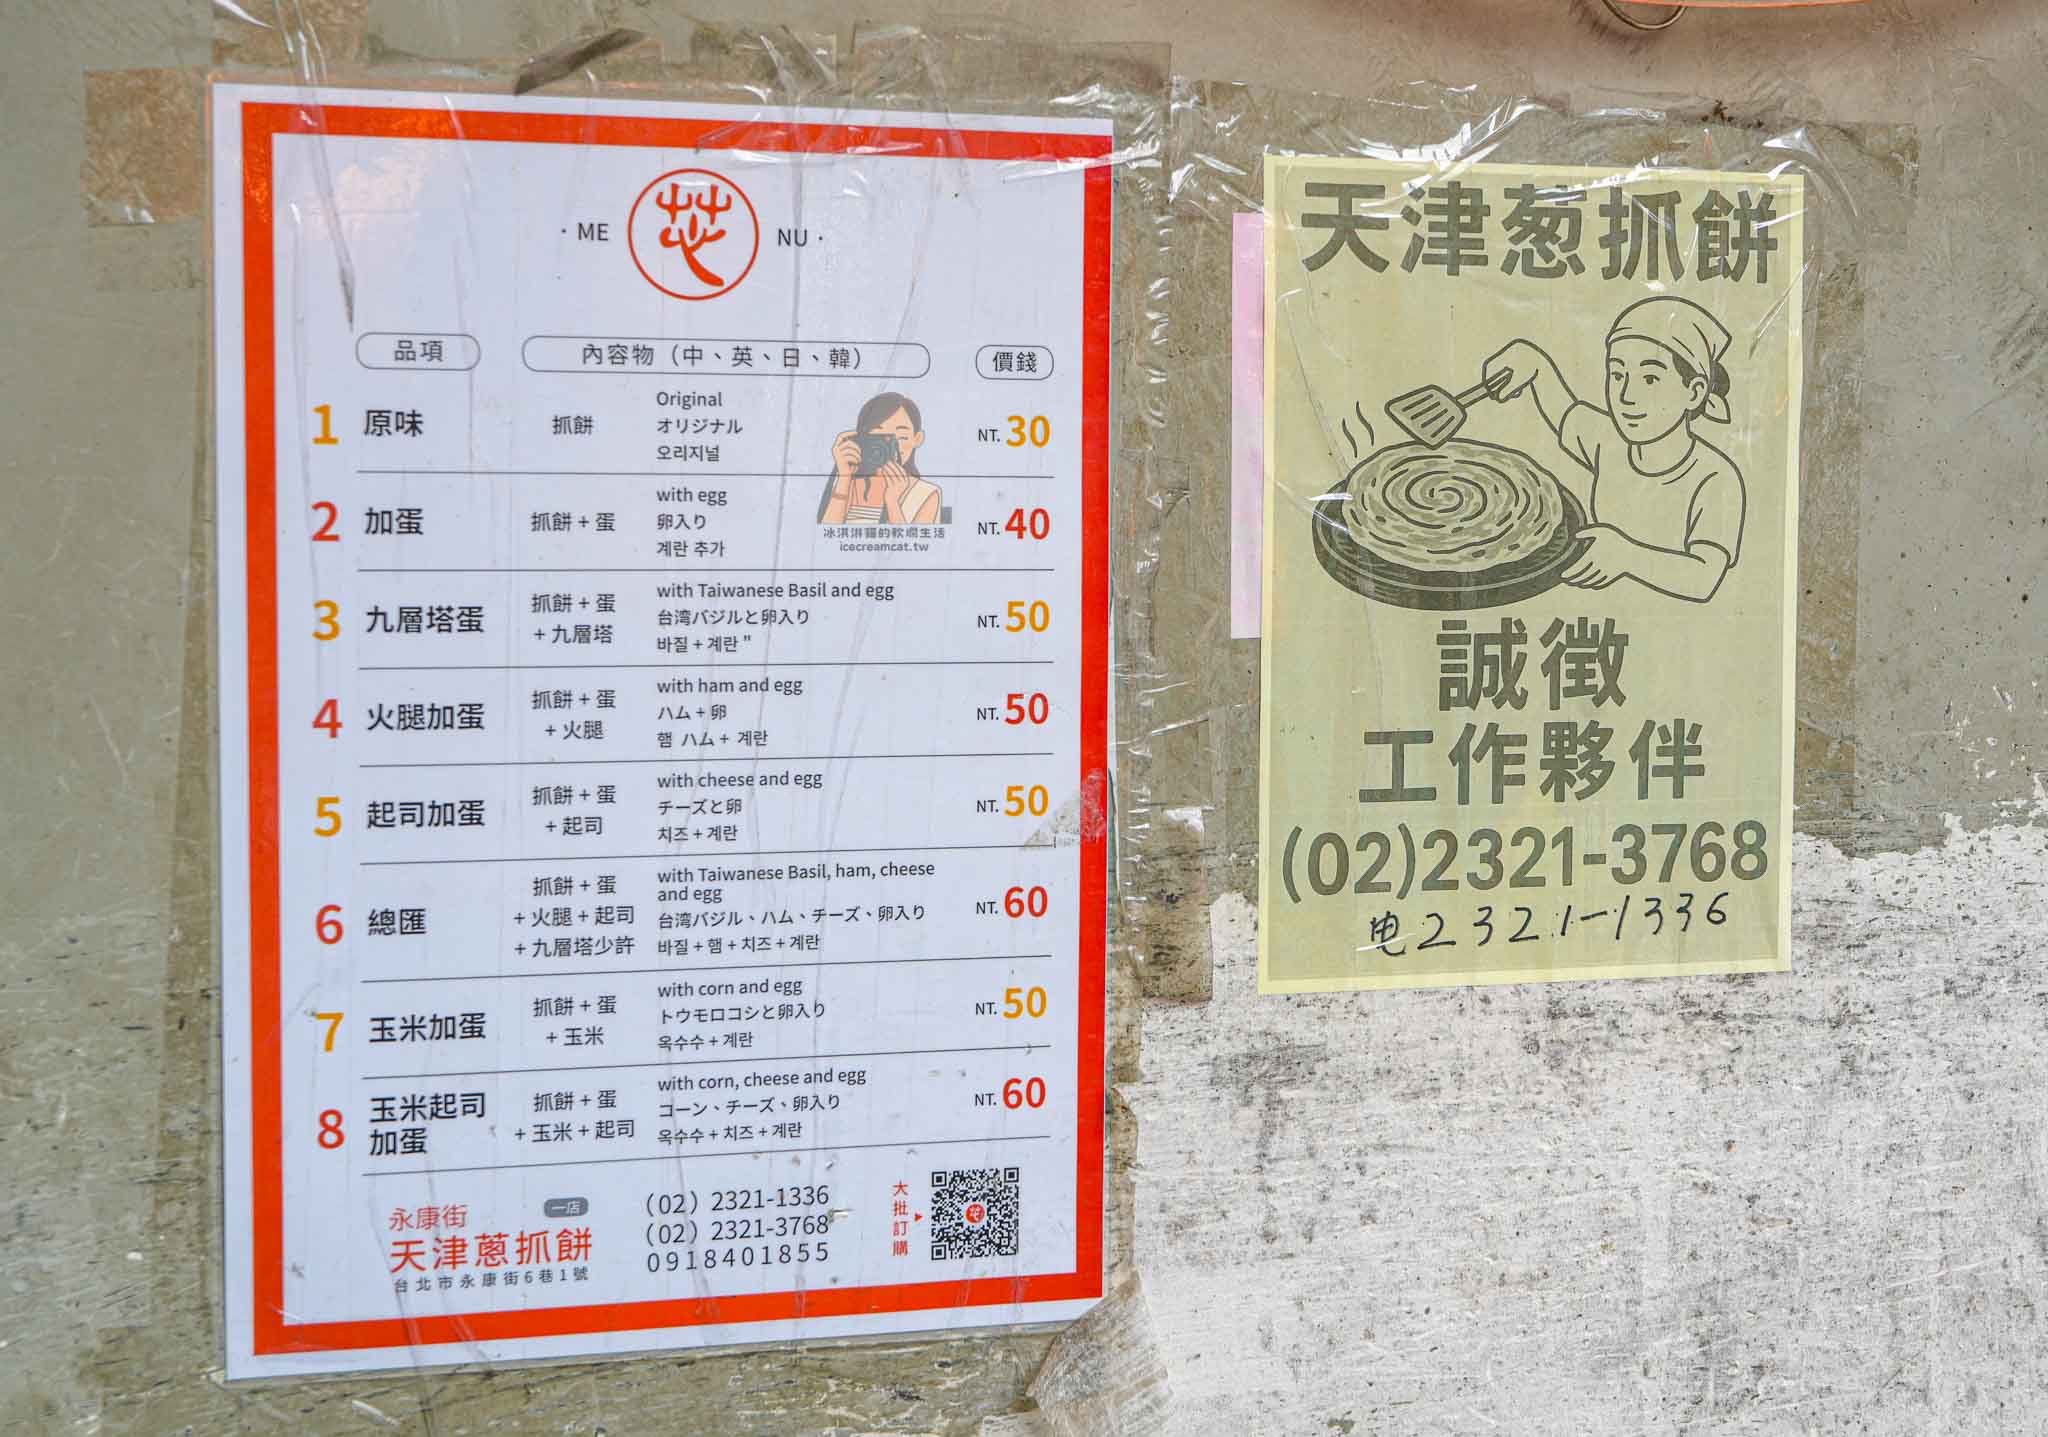 · ME
NU ·
品項
內容物（中、英、日、韓）
價錢
1
原味
抓餅
Original
オリジナル
오리지널
NT. 30
2
加蛋
抓餅 + 蛋
with egg
卵入り
계란 추가
NT. 40
冰淇淋貓的軟爛生活
icecreamcat.tw
3
九層塔蛋
抓餅 + 蛋
+ 九層塔
with Taiwanese Basil and egg
台湾バジルと卵入り
바질 + 계란 "
NT. 50
4
火腿加蛋
抓餅 + 蛋
+ 火腿
with ham and egg
ハム + 卵
햄 ハム + 계란
NT. 50
5
起司加蛋
抓餅 + 蛋
+ 起司
with cheese and egg
チーズと卵
치즈 + 계란
NT. 50
6
總匯
抓餅 + 蛋
+ 火腿 + 起司
+ 九層塔少許
with Taiwanese Basil, ham, cheese
and egg
台湾バジル、ハム、チーズ、卵入り
바질 + 햄 + 치즈 + 계란
NT. 60
7
玉米加蛋
抓餅 + 蛋
+ 玉米
with corn and egg
トウモロコシと卵入り
옥수수 + 계란
NT. 50
8
玉米起司
加蛋
抓餅 + 蛋
+ 玉米 + 起司
with corn, cheese and egg
コーン、チーズ、卵入り
옥수수 + 치즈 + 계란
NT. 60
永康街
一店
天津蔥抓餅
台北市永康街6巷1號
（02）2321-1336
（02）2321-3768
0918401855
大批訂購
天津葱抓餅
誠徵
工作夥伴
(02)2321-3768
电2321-1336